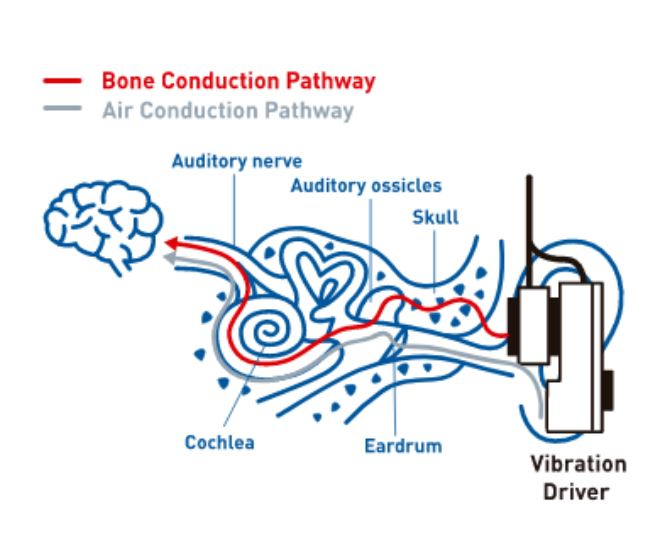 Bone Conduction Pathway
Air Conduction Pathway
Auditory nerve
Auditory ossicles
Skull
Cochlea
Eardrum
Vibration
Driver